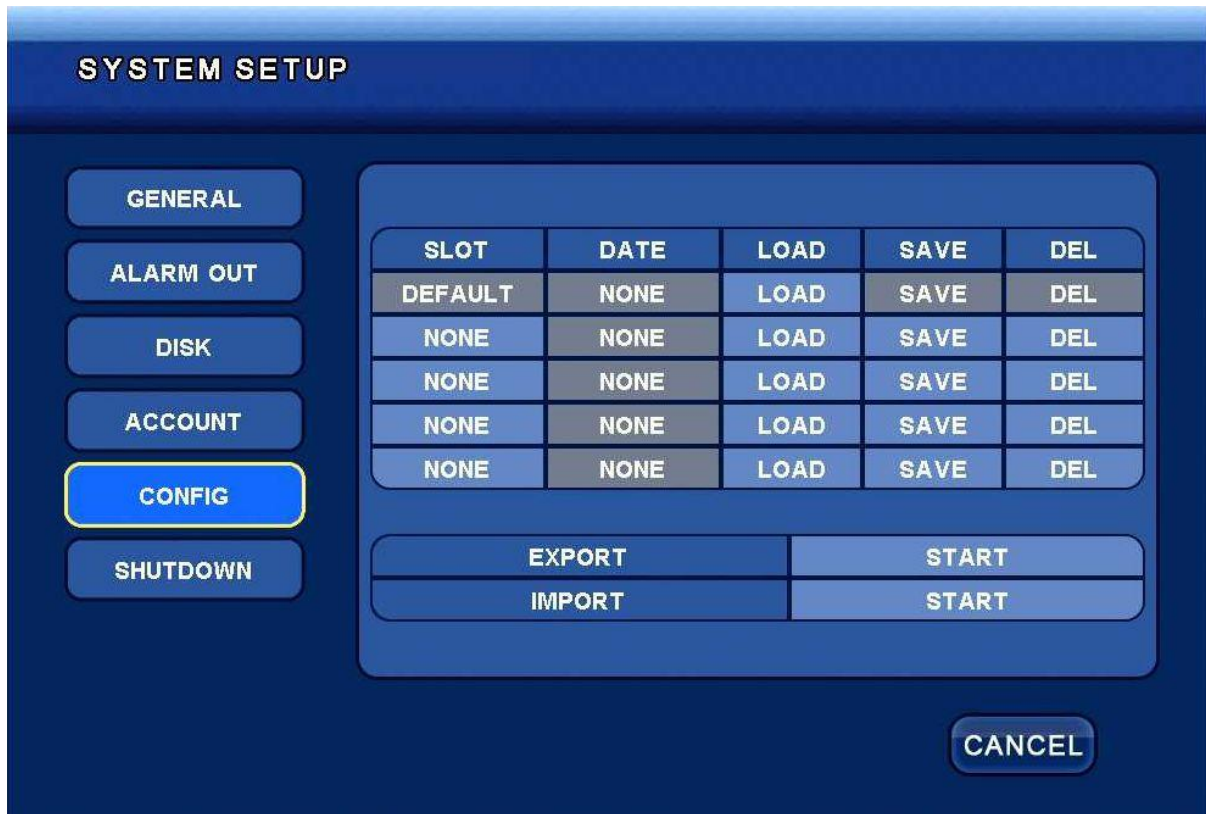 SYSTEM SETUP
GENERAL
ALARM OUT
DISK
ACCOUNT
CONFIG
SHUTDOWN
SLOT DATE LOAD SAVE DEL
DEFAULT NONE LOAD SAVE DEL
NONE NONE LOAD SAVE DEL
NONE NONE LOAD SAVE DEL
NONE NONE LOAD SAVE DEL
NONE NONE LOAD SAVE DEL
EXPORT START
IMPORT START
CANCEL